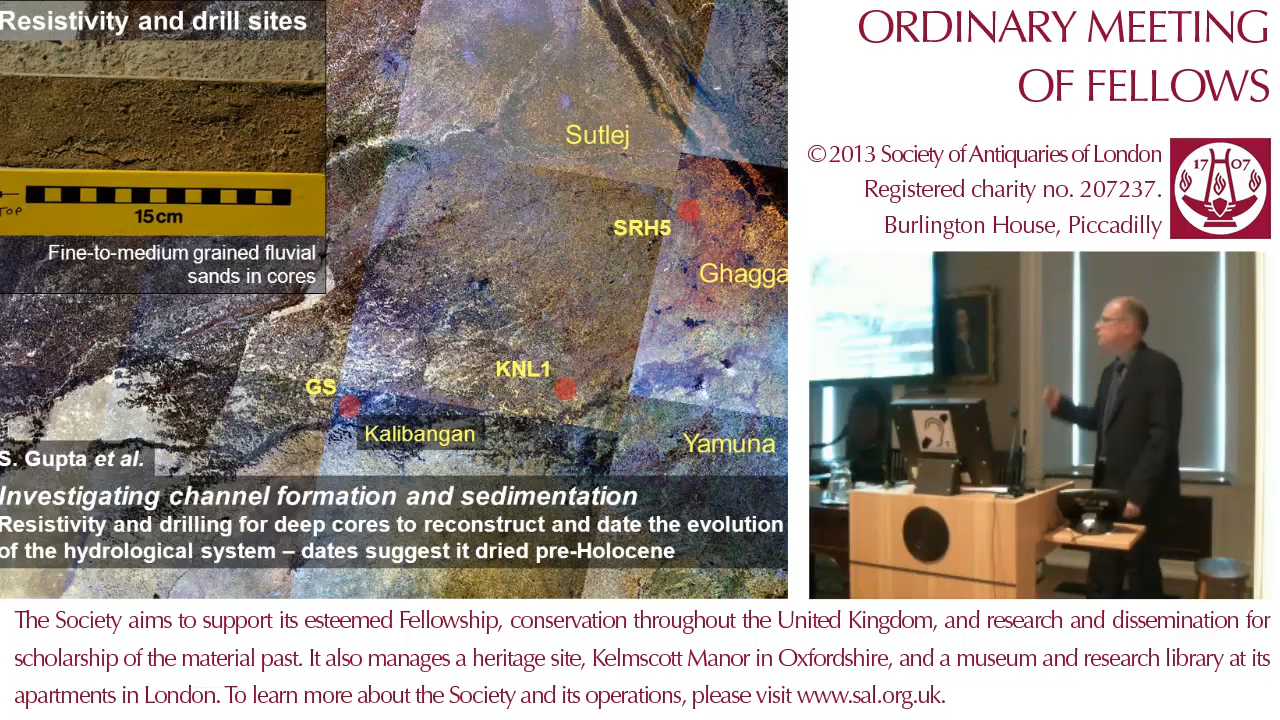 Resistivity and drill sites
TOP
15cm
Fine-to-medium grained fluvial
sands in cores
Sutlej
SRH5
Ghagga
KNL1
GS
Kalibangan
Yamuna
S. Gupta et al.
Investigating channel formation and sedimentation
Resistivity and drilling for deep cores to reconstruct and date the evolution
of the hydrological system – dates suggest it dried pre-Holocene
ORDINARY MEETING
OF FELLOWS
© 2013 Society of Antiquaries of London
Registered charity no. 207237.
Burlington House, Piccadilly
17 07
The Society aims to support its esteemed Fellowship, conservation throughout the United Kingdom, and research and dissemination for
scholarship of the material past. It also manages a heritage site, Kelmscott Manor in Oxfordshire, and a museum and research library at its
apartments in London. To learn more about the Society and its operations, please visit www.sal.org.uk.